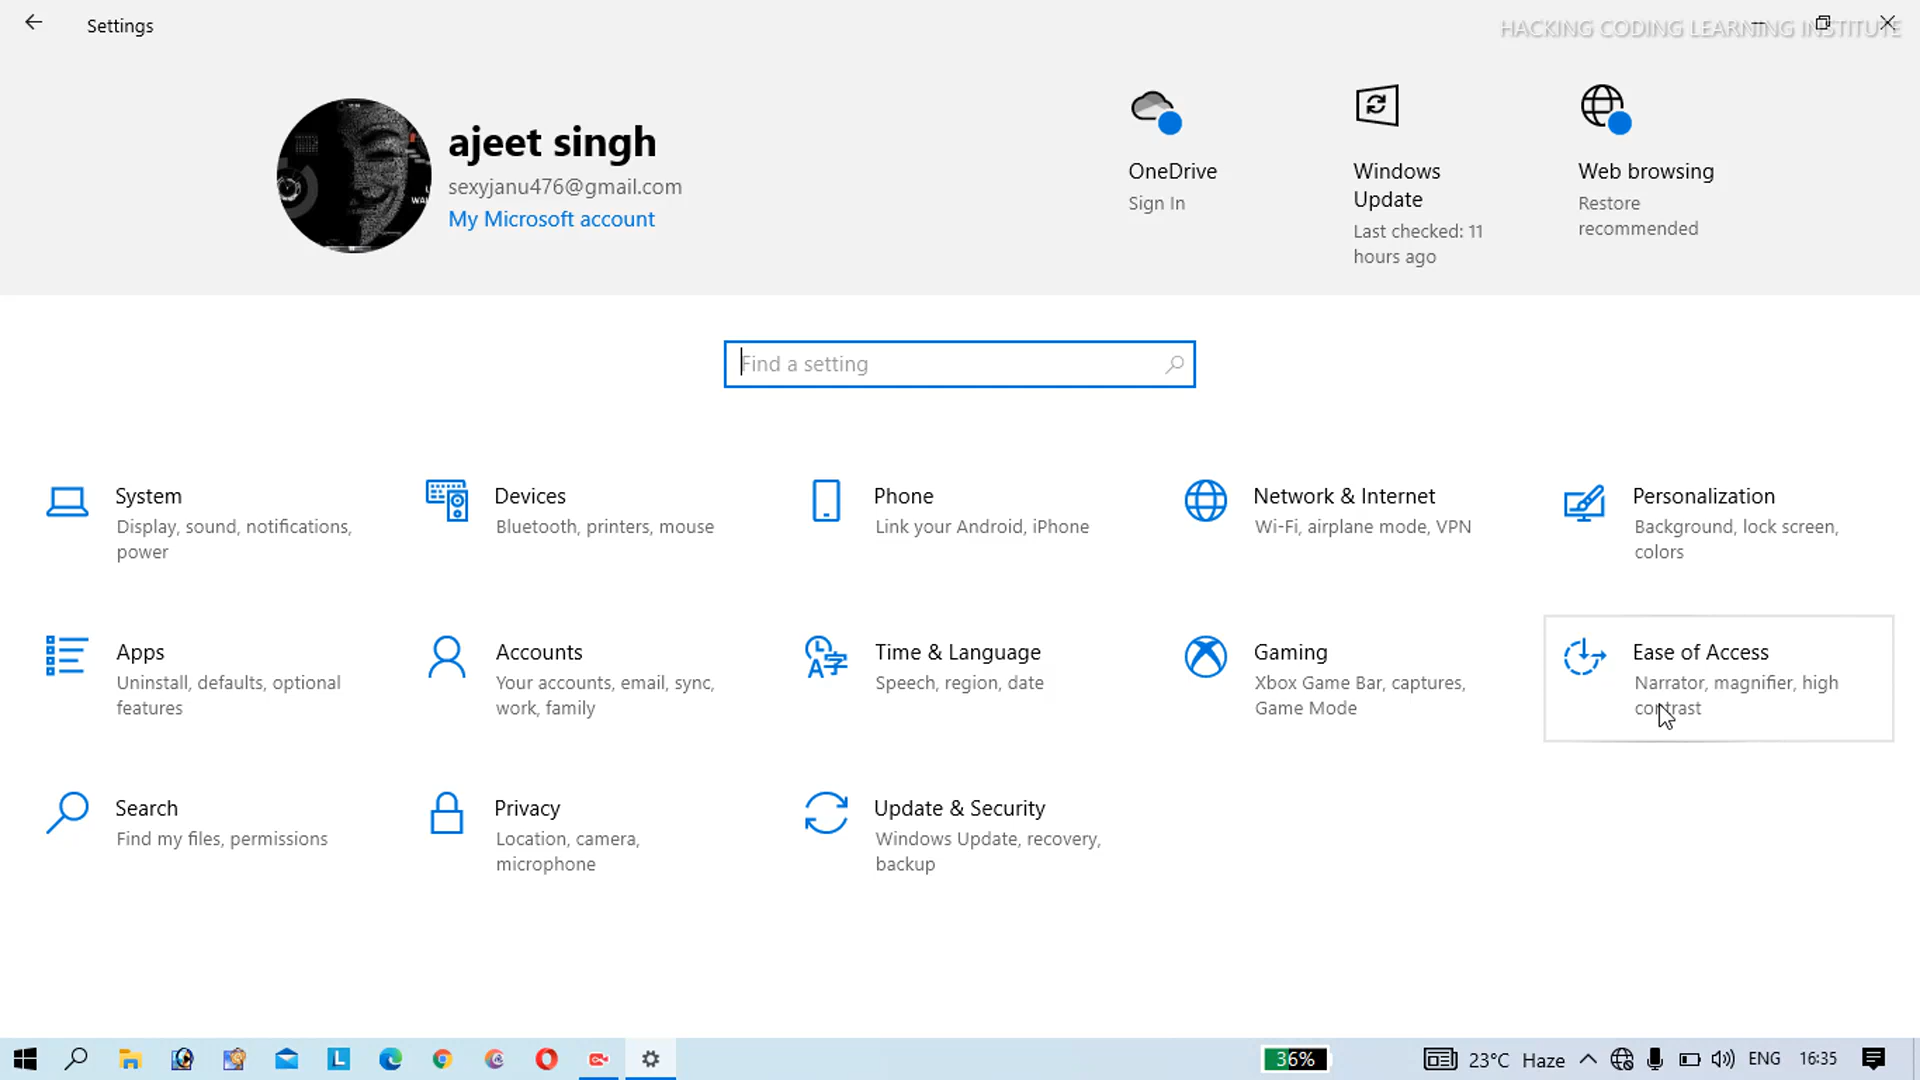 Settings
HACKING CODING LEARNING INSTITUTE
ajeet singh
sexyjanu476@gmail.com
My Microsoft account
OneDrive
Sign In
Windows
Update
Last checked: 11
hours ago
Web browsing
Restore
recommended
Find a setting
System
Display, sound, notifications,
power
Devices
Bluetooth, printers, mouse
Phone
Link your Android, iPhone
Network & Internet
Wi-Fi, airplane mode, VPN
Personalization
Background, lock screen,
colors
Apps
Uninstall, defaults, optional
features
Accounts
Your accounts, email, sync,
work, family
Time & Language
Speech, region, date
Gaming
Xbox Game Bar, captures,
Game Mode
Ease of Access
Narrator, magnifier, high
contrast
Search
Find my files, permissions
Privacy
Location, camera,
microphone
Update & Security
Windows Update, recovery,
backup
36%
23°C Haze
ENG
16:35